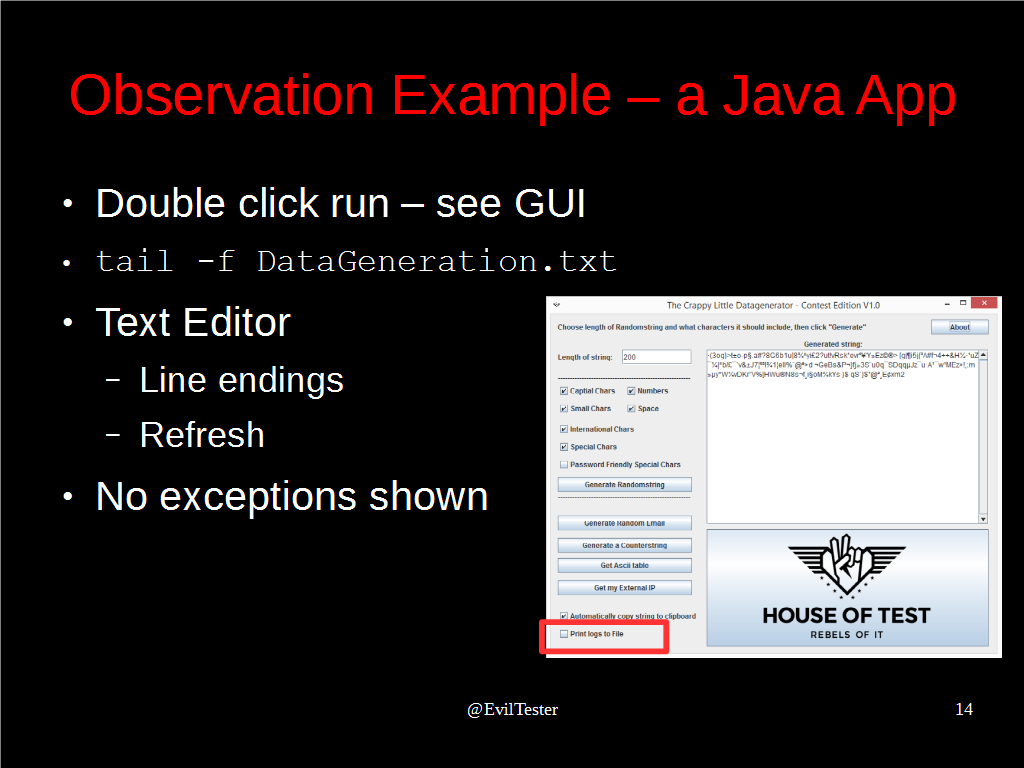 Observation Example – a Java App
• Double click run – see GUI
• tail -f DataGeneration.txt
• Text Editor
– Line endings
– Refresh
• No exceptions shown
The Crappy Little Datagenerator - Contest Edition V1.0
Choose length of Randomstring and what characters it should include, then click "Generate"
About
Generated string:
Length of string:
200
Captial Chars
Numbers
Small Chars
Space
International Chars
Special Chars
Password Friendly Special Chars
Generate Randomstring
Generate Random Email
Generate a Counterstring
Get Ascii table
Get my External IP
Automatically copy string to clipboard
Print logs to File
HOUSE OF TEST
REBELS OF IT
@EvilTester
14